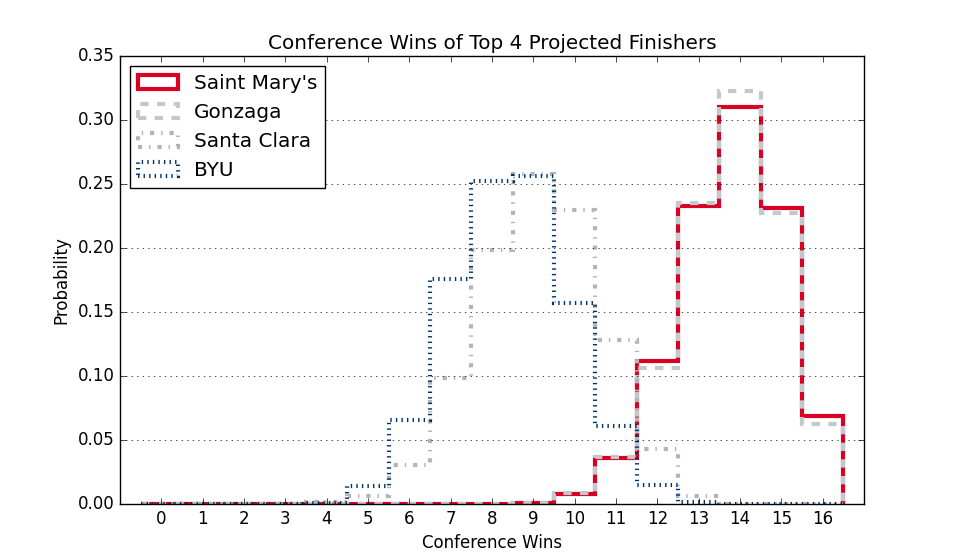 Conference Wins of Top 4 Projected Finishers
0.35
0.30
0.25
0.20
0.15
0.10
0.05
0.00
Probability
Saint Mary's
Gonzaga
Santa Clara
BYU
0 1 2 3 4 5 6 7 8 9 10 11 12 13 14 15 16
Conference Wins